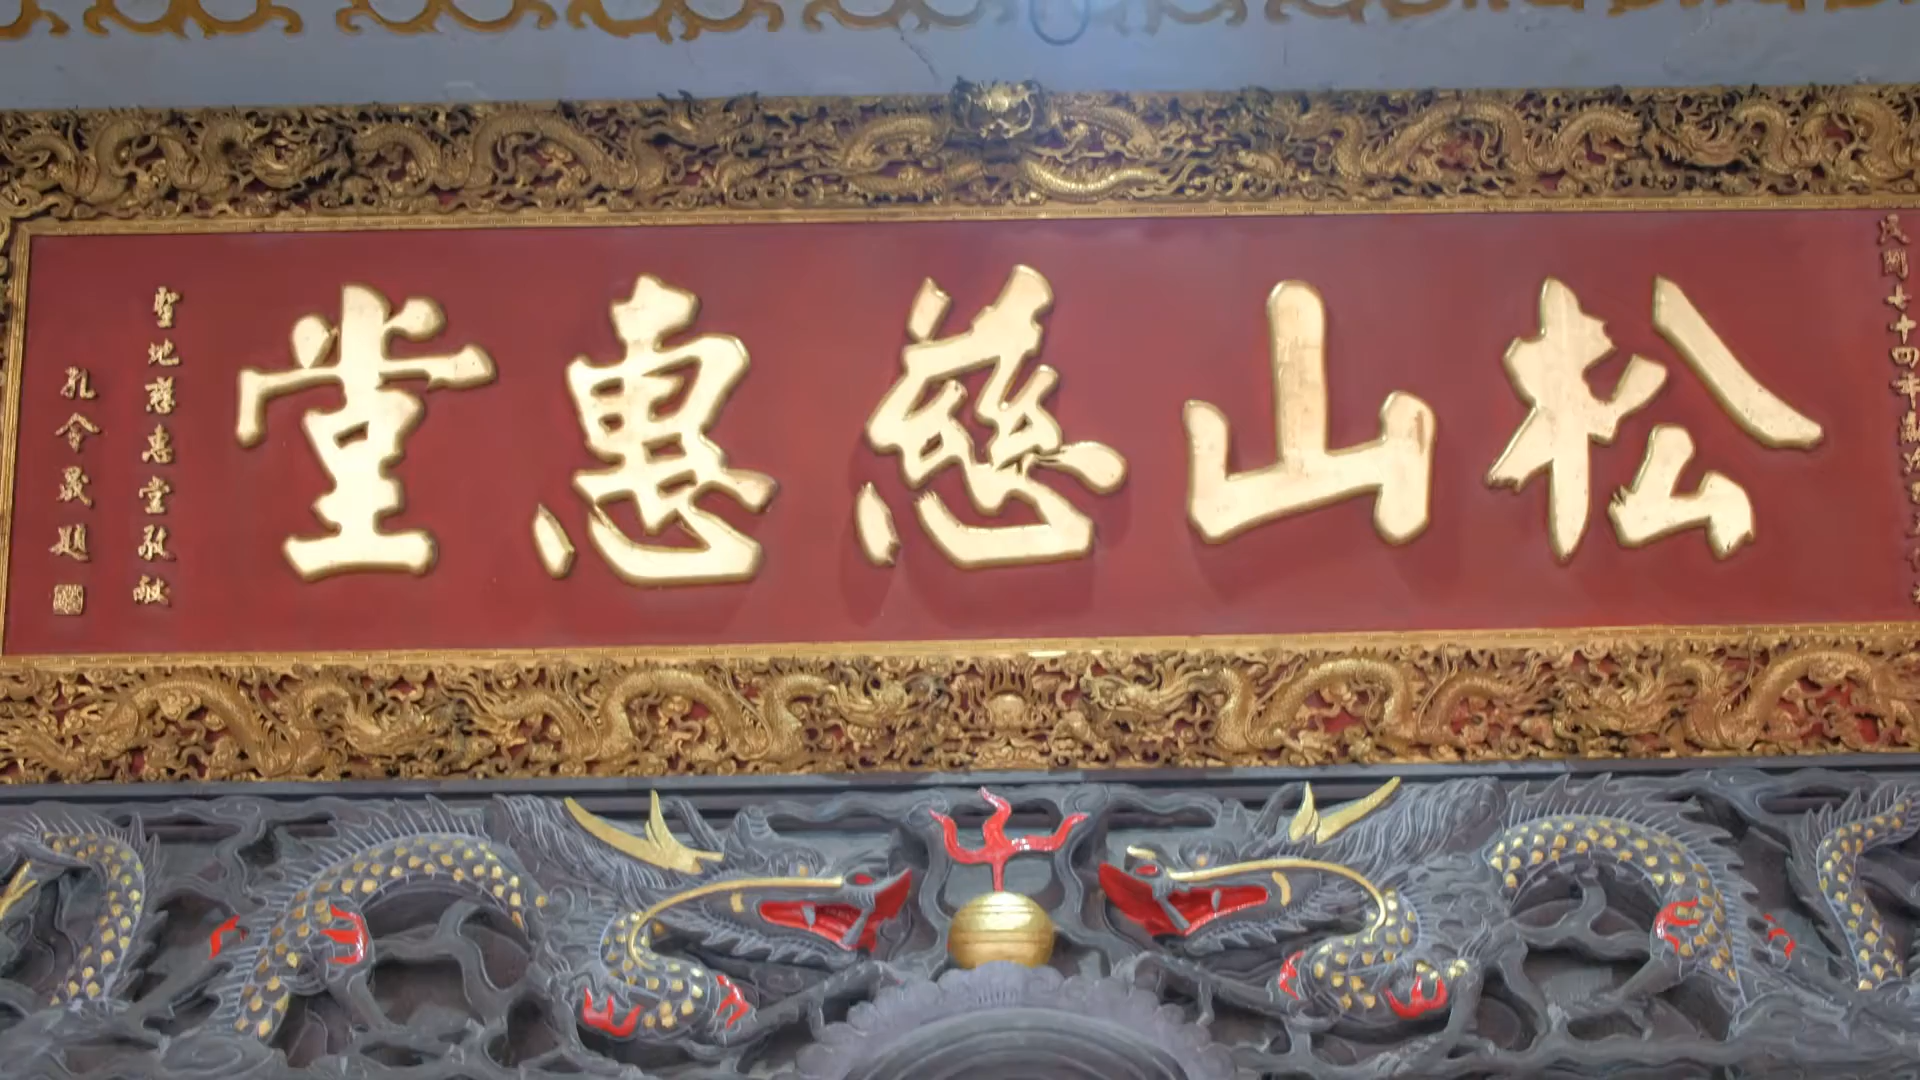 松山慈惠堂
民國七十四年
聖地慈惠堂敬獻
孔令晟題